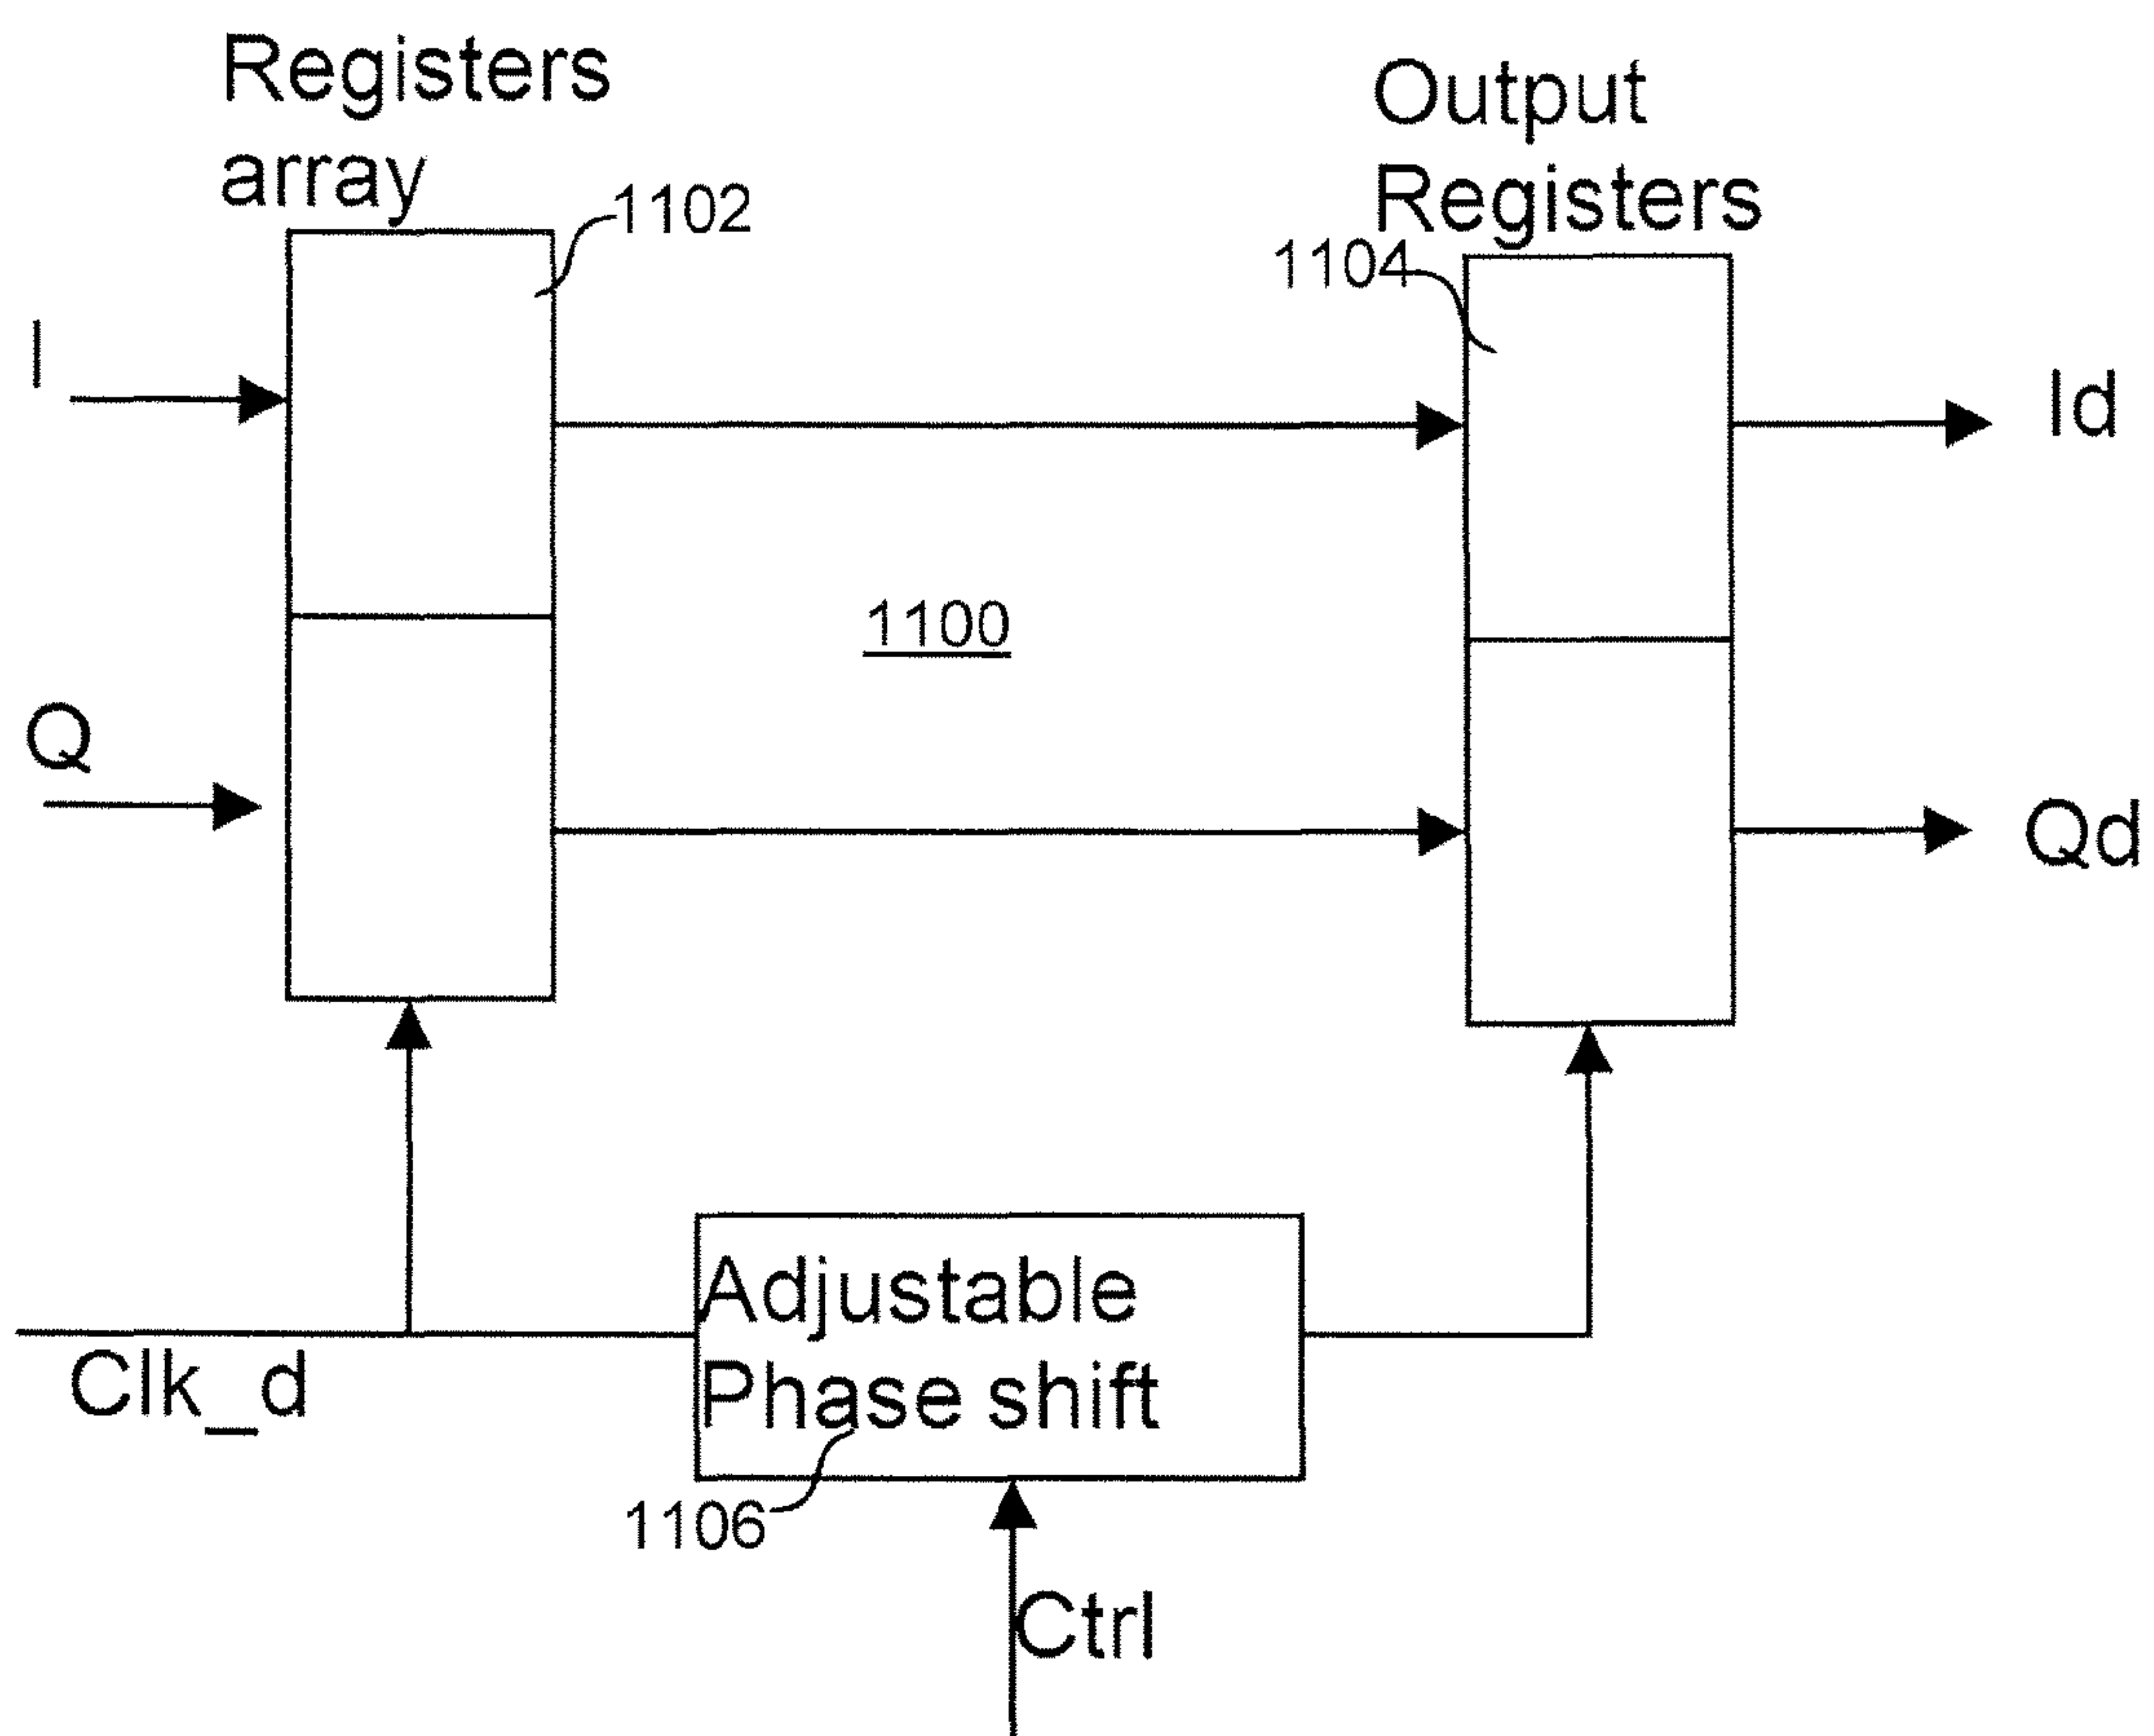 Registers
array
1102
Output
Registers
1104
I
Id
1100
Q
Qd
Adjustable
Phase shift
Clk_d
1106
Ctrl